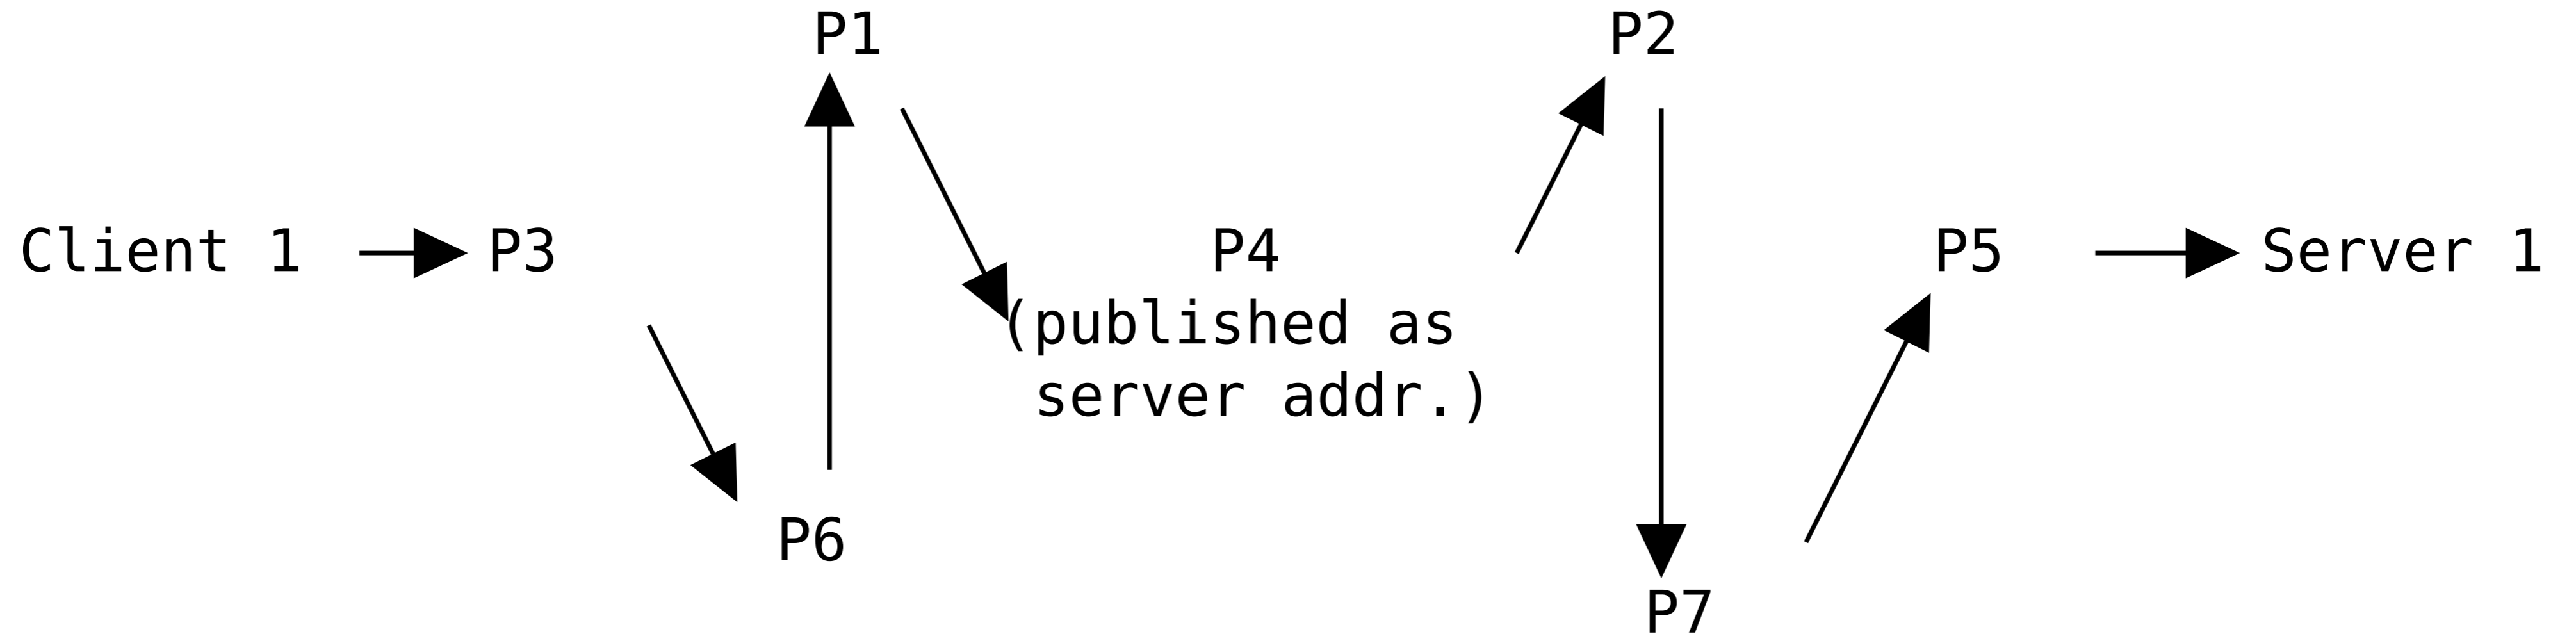 P1 P2
Client 1 P3 P4 P5 Server 1
(published as
server addr.)
P6
P7